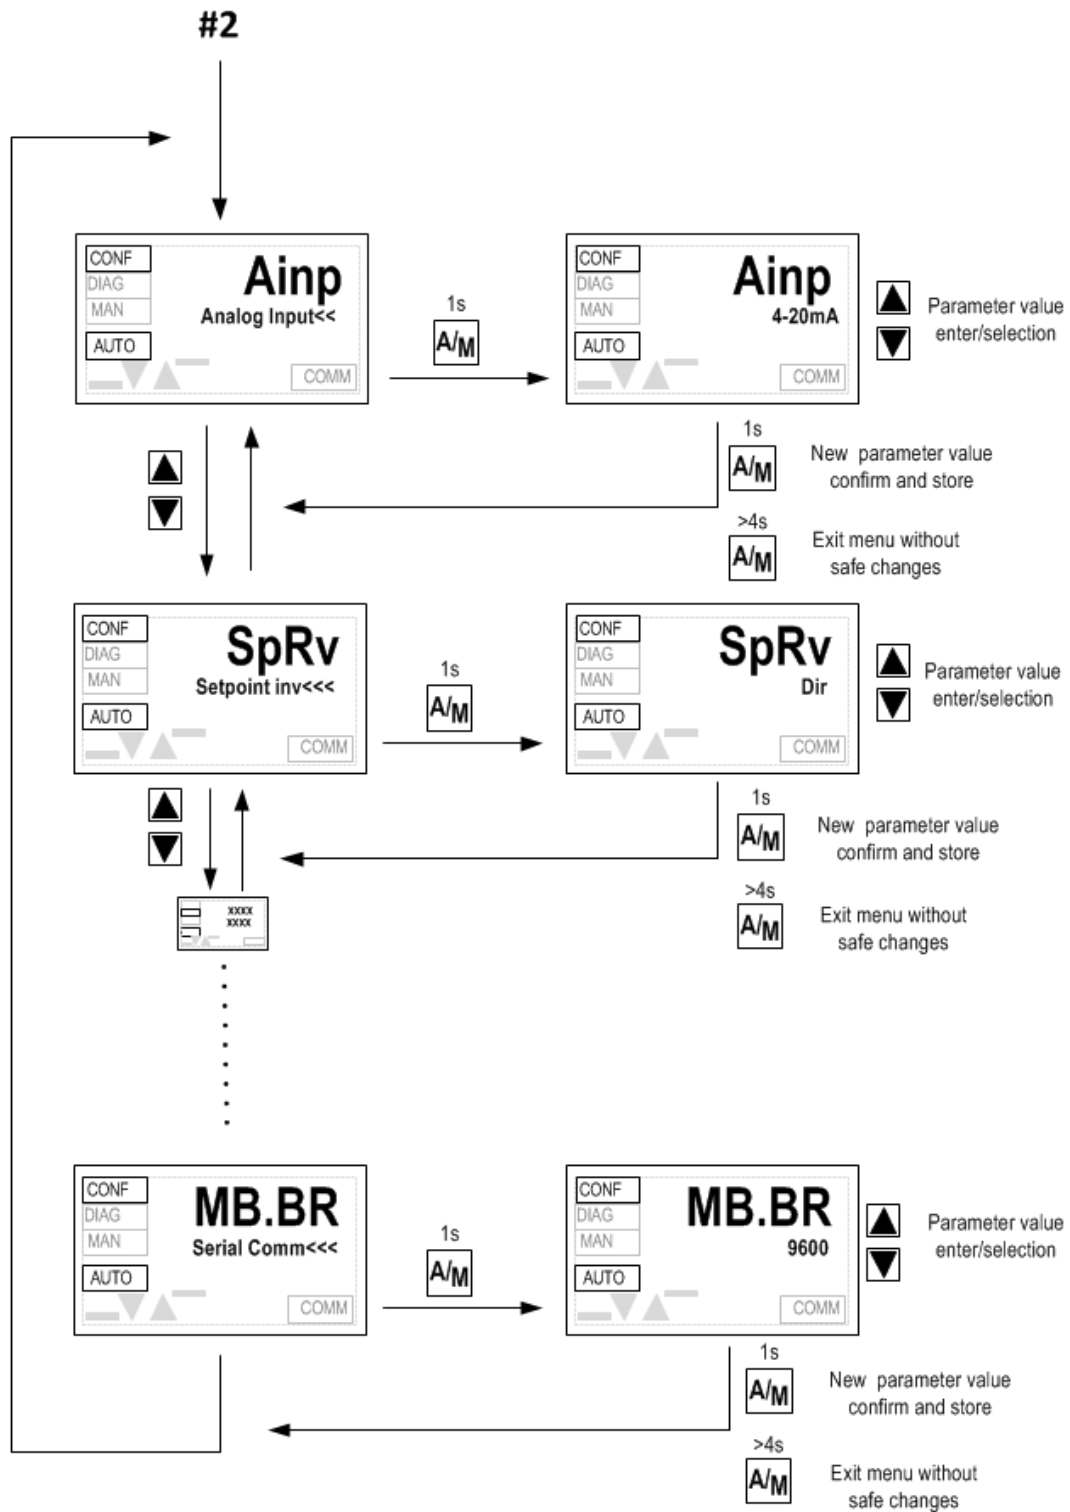 #2
CONF
DIAG
MAN
AUTO
Ainp
Analog Input<<
COMM
1s
A/M
CONF
DIAG
MAN
AUTO
Ainp
4-20mA
COMM
Parameter value
enter/selection
1s
A/M
New parameter value
confirm and store
>4s
A/M
Exit menu without
safe changes
CONF
DIAG
MAN
AUTO
SpRv
Setpoint inv<<<
COMM
1s
A/M
CONF
DIAG
MAN
AUTO
SpRv
Dir
COMM
Parameter value
enter/selection
1s
A/M
New parameter value
confirm and store
>4s
A/M
Exit menu without
safe changes
xxxx
xxxx
CONF
DIAG
MAN
AUTO
MB.BR
Serial Comm<<<
COMM
1s
A/M
CONF
DIAG
MAN
AUTO
MB.BR
9600
COMM
Parameter value
enter/selection
1s
A/M
New parameter value
confirm and store
>4s
A/M
Exit menu without
safe changes